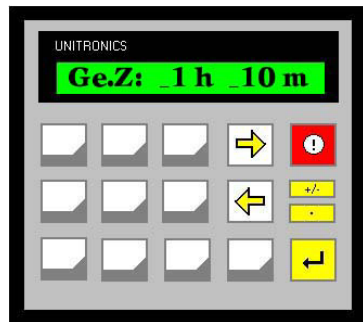 UNITRONICS
Ge.Z: _1 h _10 m
!
+/-
.